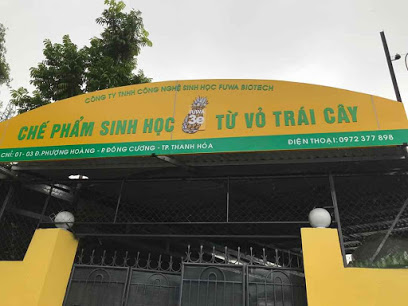 CÔNG TY TNHH CÔNG NGHỆ SINH HỌC FUWA BIOTECH
CHẾ PHẨM SINH HỌC TỪ VỎ TRÁI CÂY
CHỈ: 01 - 03 Đ.PHƯỢNG HOÀNG - P.ĐÔNG CƯƠNG - TP.THANH HÓA ĐIỆN THOẠI: 0972 377 898